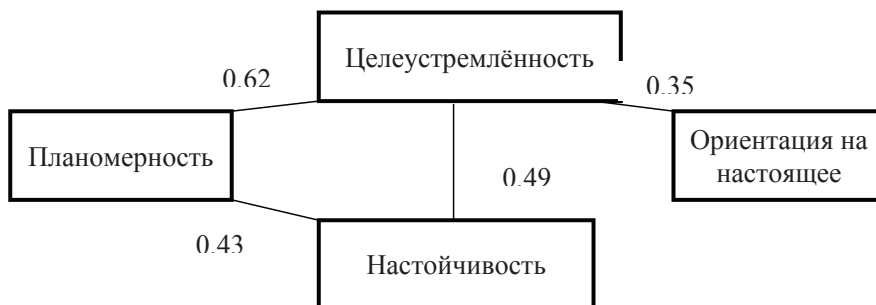 Целеустремлённость
0.62
0.35
Планомерность
Ориентация на
настоящее
0.49
0.43
Настойчивость